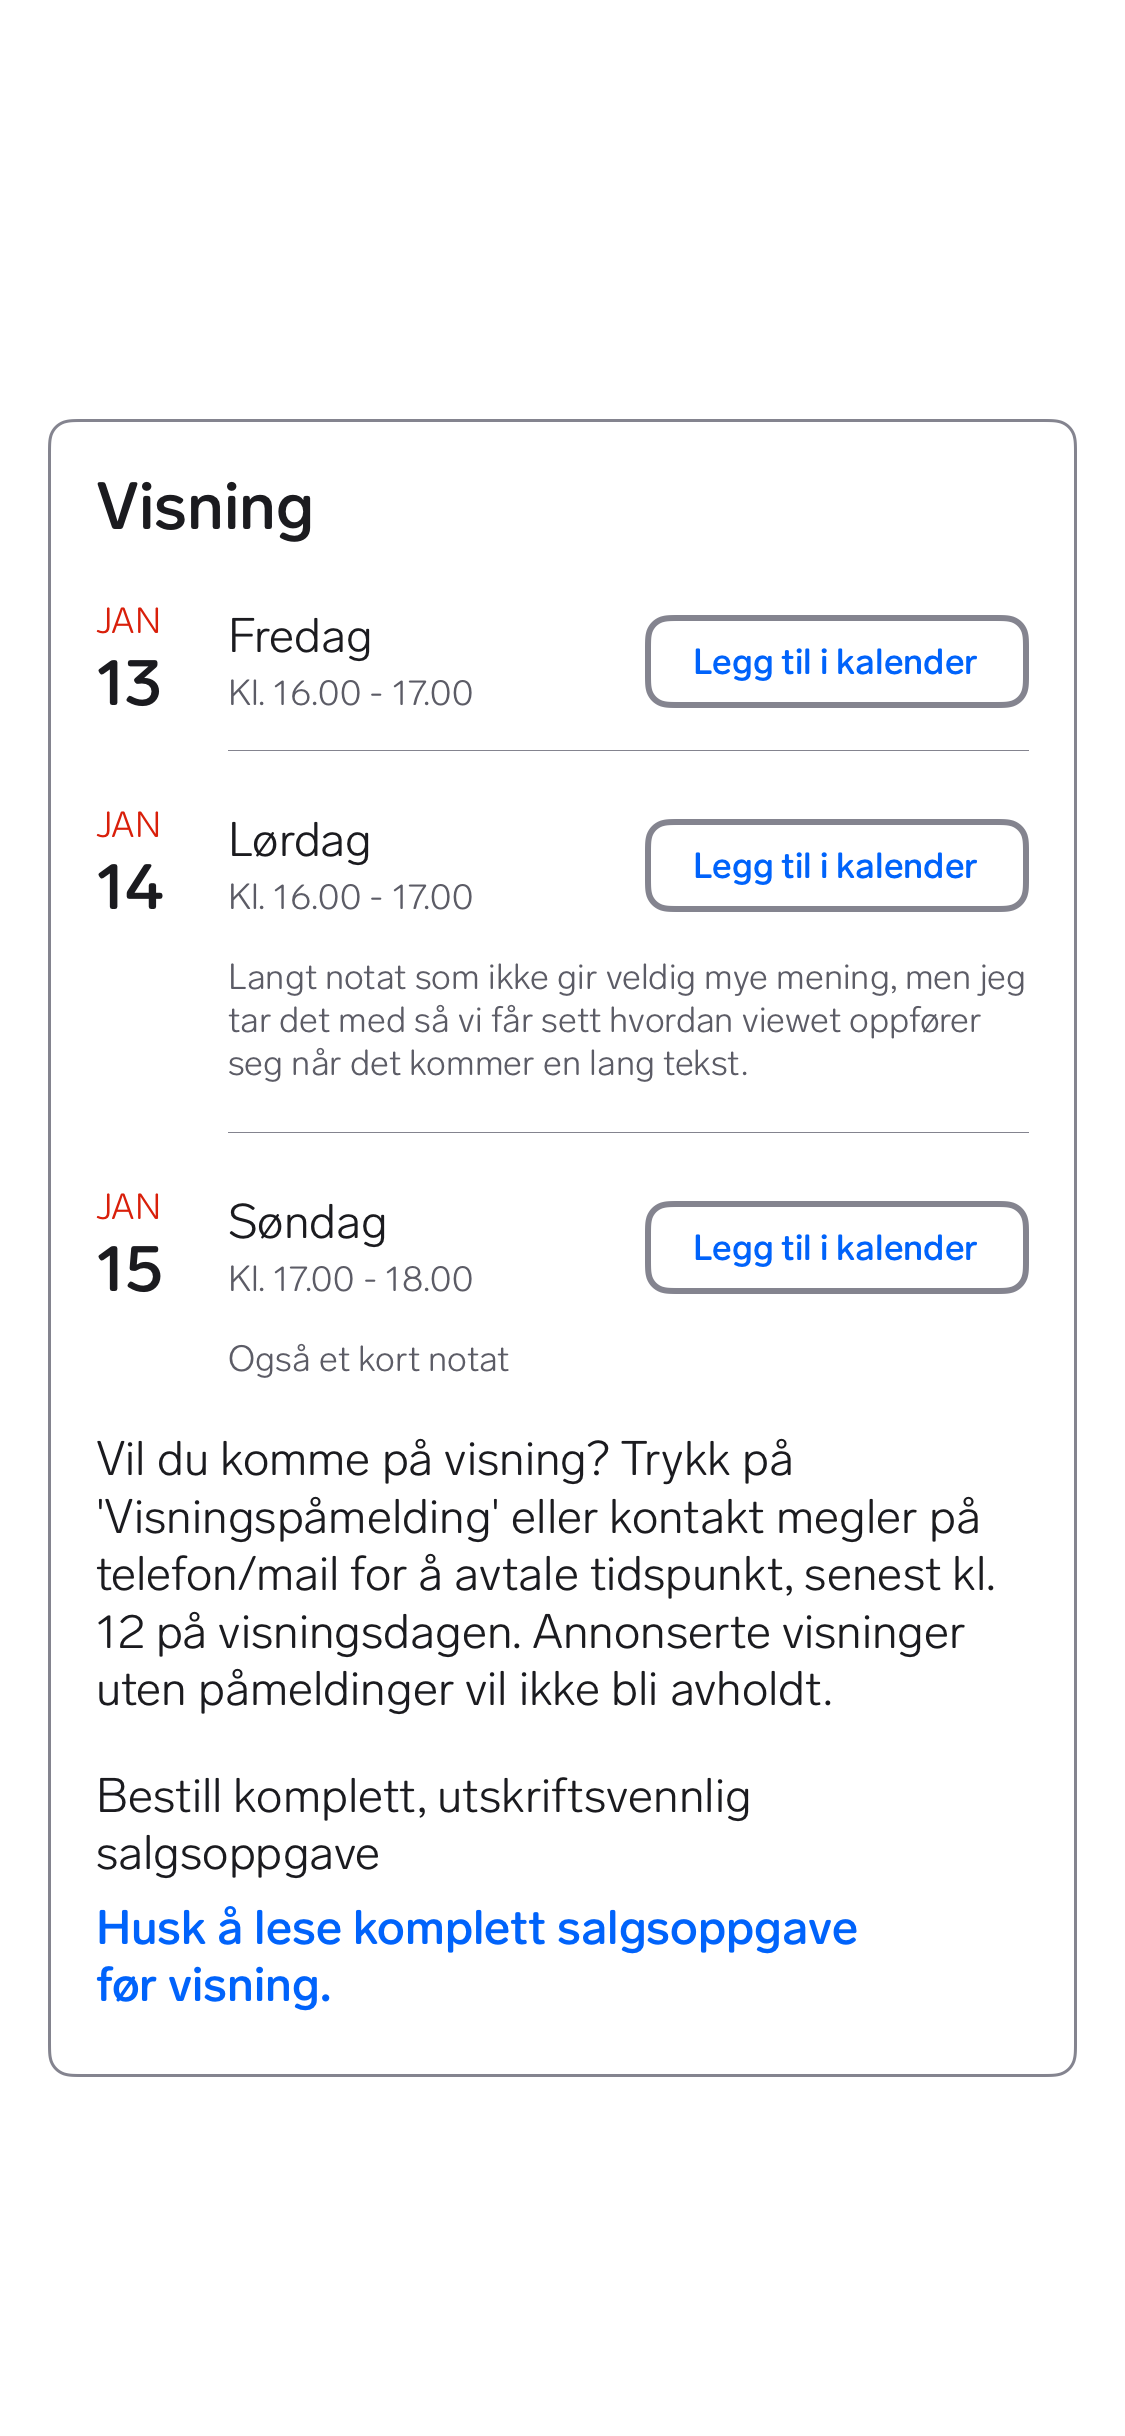 Visning
JAN
13
Fredag
Kl. 16.00 - 17.00
Legg til i kalender
JAN
14
Lørdag
Kl. 16.00 - 17.00
Legg til i kalender
Langt notat som ikke gir veldig mye mening, men jeg
tar det med så vi får sett hvordan viewet oppfører
seg når det kommer en lang tekst.
JAN
15
Søndag
Kl. 17.00 - 18.00
Legg til i kalender
Også et kort notat
Vil du komme på visning? Trykk på
'Visningspåmelding' eller kontakt megler på
telefon/mail for å avtale tidspunkt, senest kl.
12 på visningsdagen. Annonserte visninger
uten påmeldinger vil ikke bli avholdt.
Bestill komplett, utskriftsvennlig
salgsoppgave
Husk å lese komplett salgsoppgave
før visning.